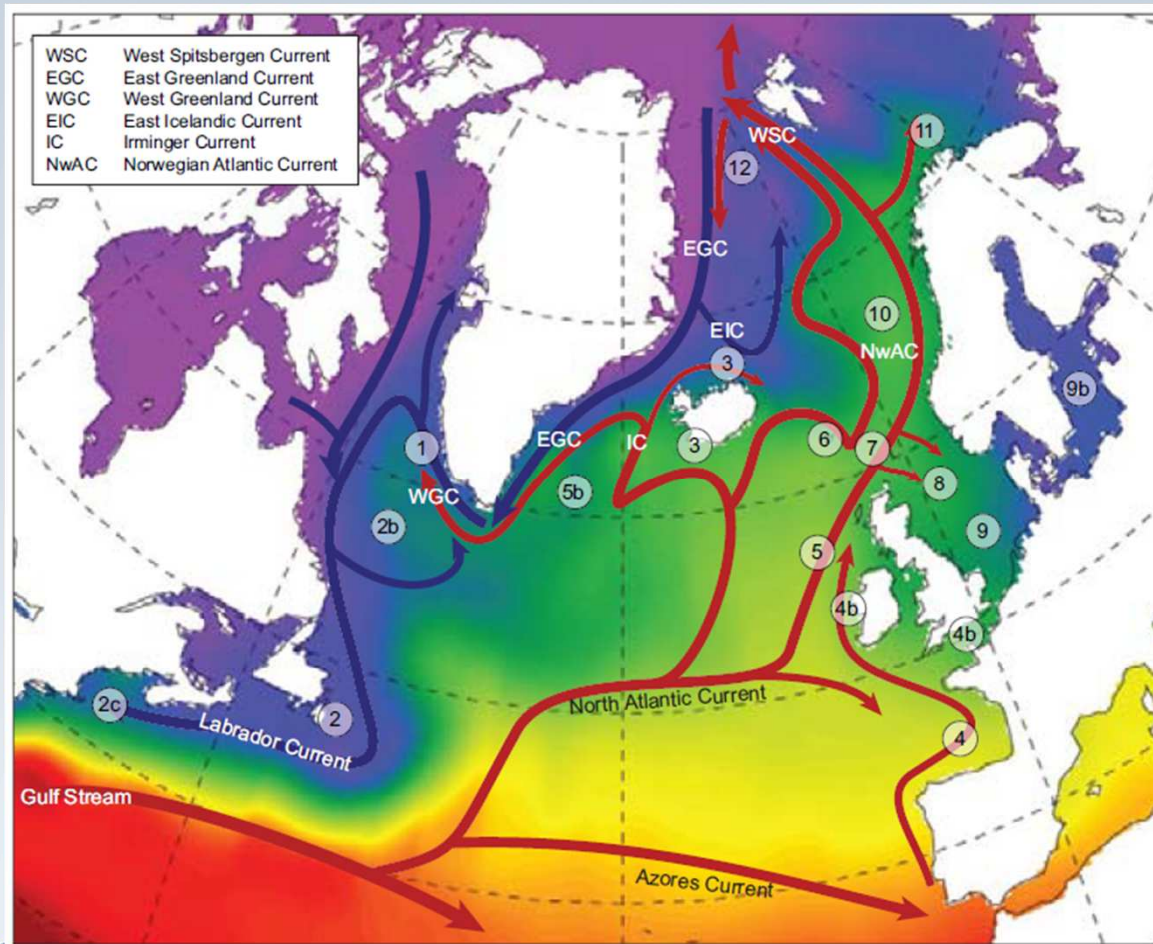 WSC West Spitsbergen Current
EGC East Greenland Current
WGC West Greenland Current
EIC East Icelandic Current
IC Irminger Current
NwAC Norwegian Atlantic Current
11
WSC
12
EGC
10
EIC
NwAC
3
9b
EGC
IC
3
6
7
1
WGC
5b
8
2b
9
5
4b
4b
North Atlantic Current
2c
Labrador Current
2
4
Gulf Stream
Azores Current